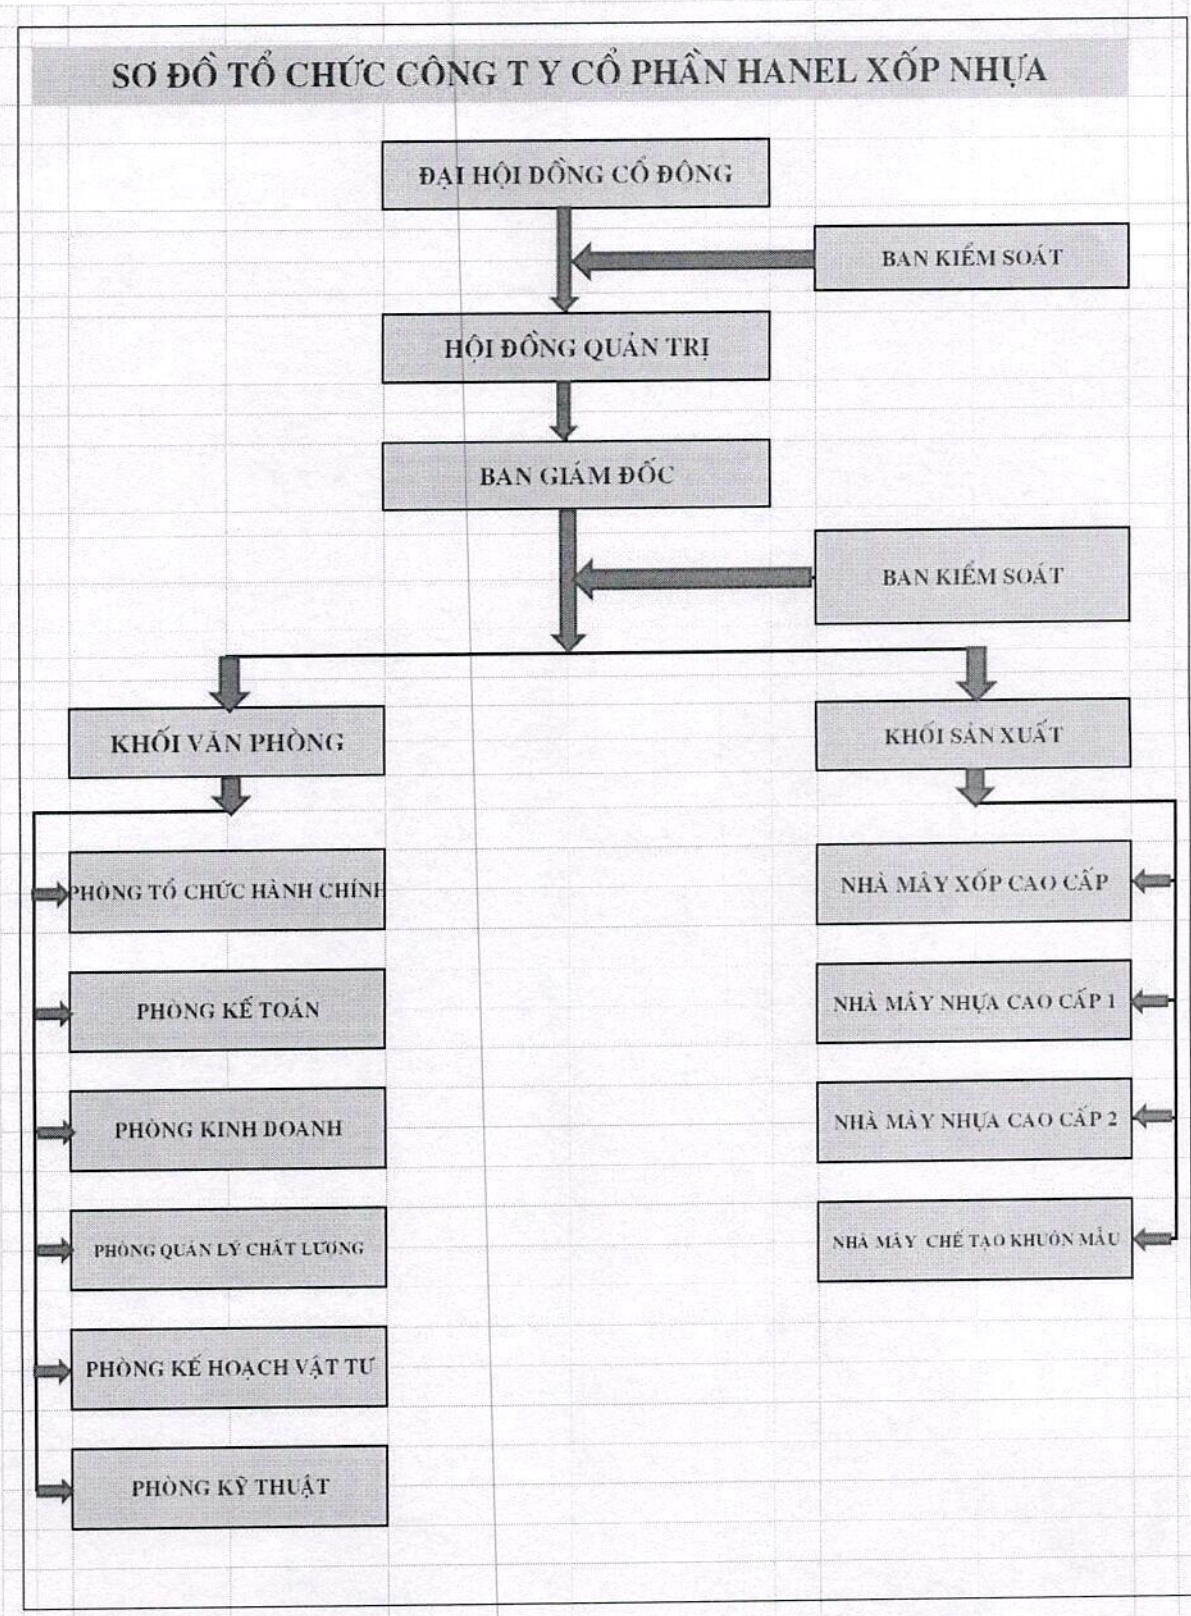 SƠ ĐỒ TỔ CHỨC CÔNG T Y CỔ PHẦN HANEL XỐP NHỰA
ĐẠI HỘI DỒNG CỔ ĐÔNG
BAN KIỂM SOÁT
HỘI ĐỒNG QUẢN TRỊ
BAN GIÁM ĐỐC
BAN KIỂM SOÁT
KHỐI VĂN PHÒNG
KHỐI SẢN XUẤT
PHÒNG TỔ CHỨC HÀNH CHÍNH
PHÒNG KẾ TOÁN
PHÒNG KINH DOANH
PHÒNG QUẢN LÝ CHẤT LƯỢNG
PHÒNG KẾ HOẠCH VẬT TƯ
PHÒNG KỸ THUẬT
NHÀ MÁY XỐP CAO CẤP
NHÀ MÁY NHỰA CAO CẤP 1
NHÀ MÁY NHỰA CAO CẤP 2
NHÀ MÁY CHẾ TẠO KHUÔN MẪU